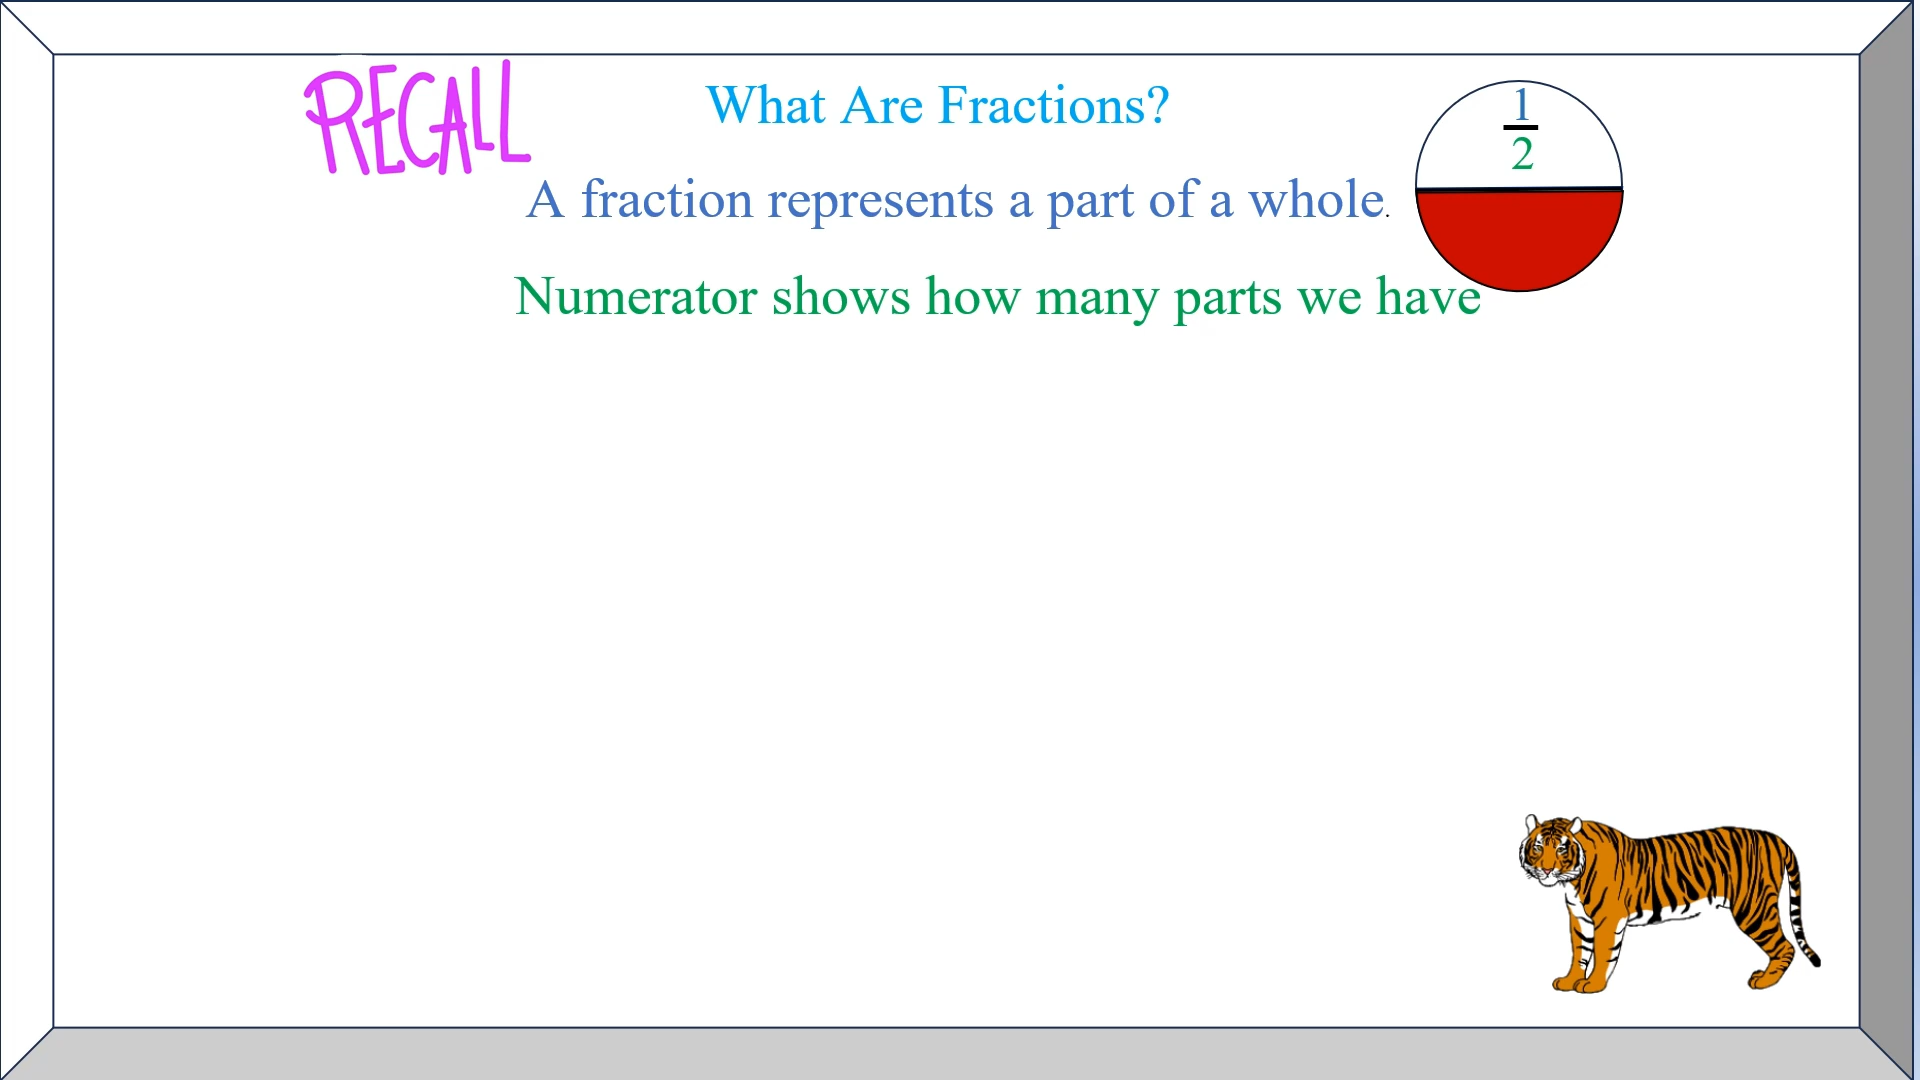 RECALL
What Are Fractions?
1
2
A fraction represents a part of a whole.
Numerator shows how many parts we have